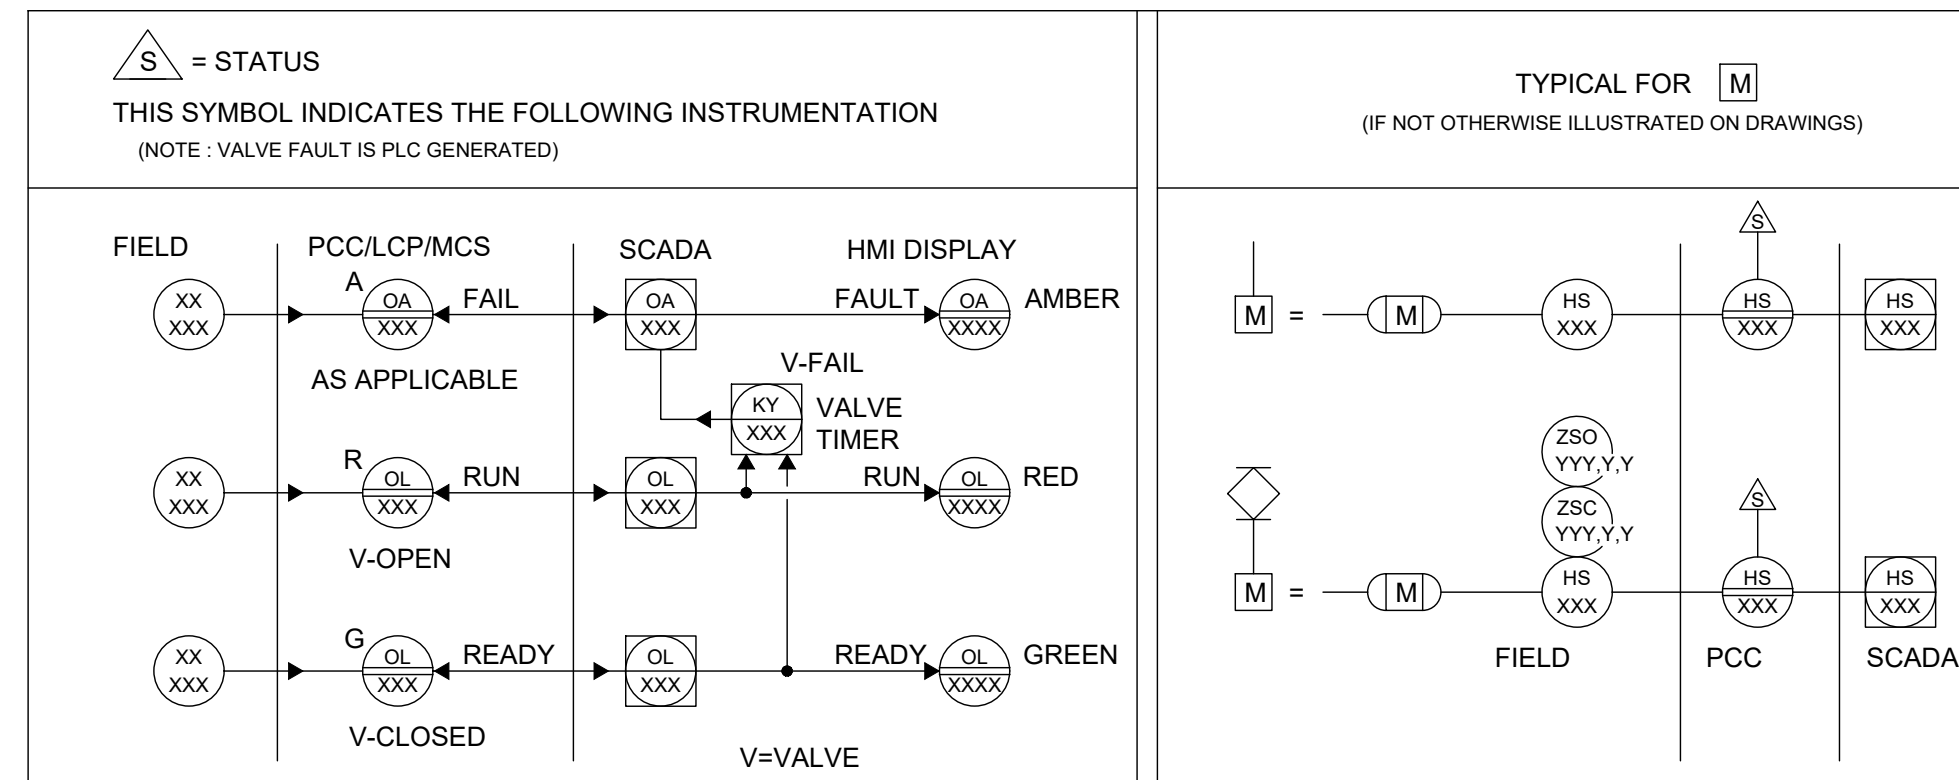 S = STATUS
THIS SYMBOL INDICATES THE FOLLOWING INSTRUMENTATION
(NOTE : VALVE FAULT IS PLC GENERATED)
FIELD PCC/LCP/MCS SCADA HMI DISPLAY
XX
XXX
A
OA
XXX
FAIL
OA
XXX
FAULT
OA
XXXX
AMBER
AS APPLICABLE
V-FAIL
KY
XXX
VALVE
TIMER
XX
XXX
R
OL
XXX
RUN
OL
XXX
RUN
OL
XXXX
RED
V-OPEN
XX
XXX
G
OL
XXX
READY
OL
XXX
READY
OL
XXXX
GREEN
V-CLOSED
V=VALVE
TYPICAL FOR M
(IF NOT OTHERWISE ILLUSTRATED ON DRAWINGS)
S
M = M
HS
XXX
HS
XXX
HS
XXX
ZSO
YYY,Y,Y
ZSC
YYY,Y,Y
S
M = M
HS
XXX
HS
XXX
HS
XXX
FIELD PCC SCADA